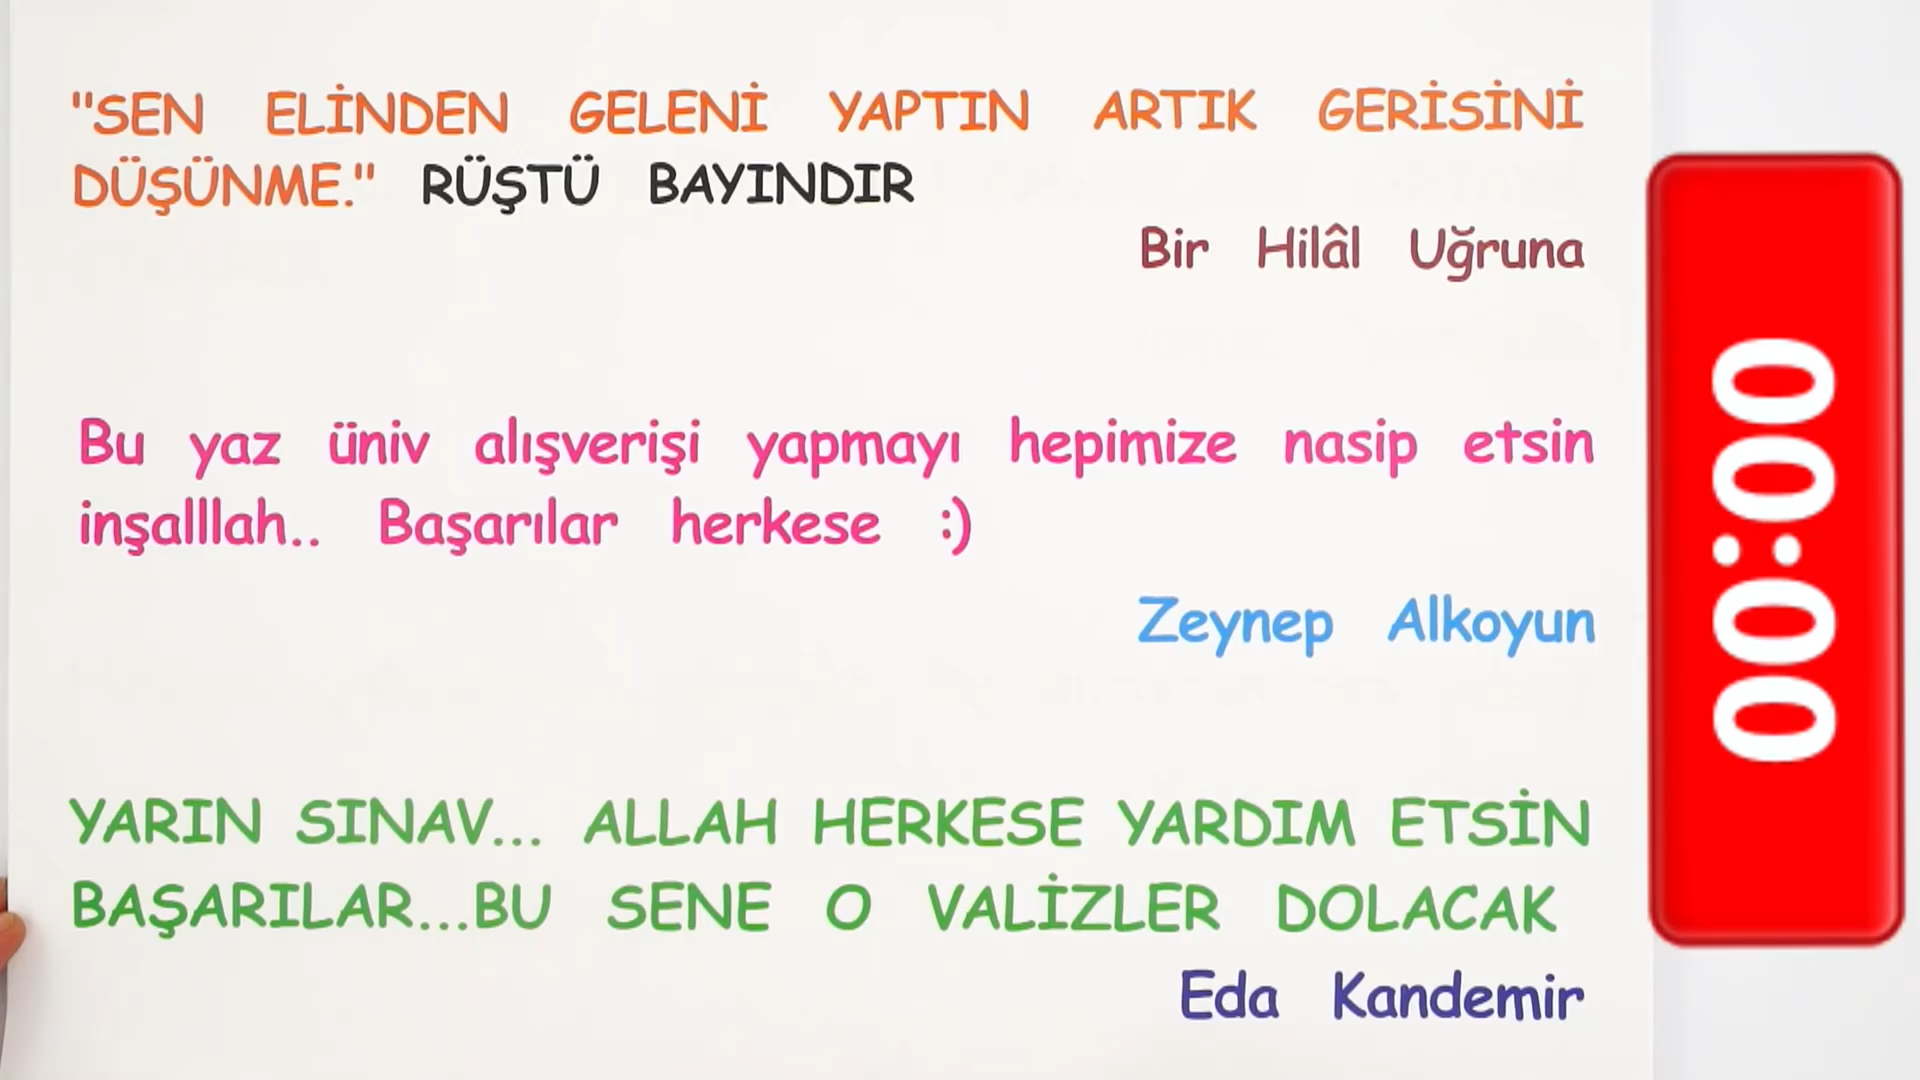 "SEN ELİNDEN GELENİ YAPTIN ARTIK GERİSİNİ
DÜŞÜNME." RÜŞTÜ BAYINDIR
Bir Hilâl Uğruna
Bu yaz üniv alışverişi yapmayı hepimize nasip etsin
inşalllah.. Başarılar herkese :)
Zeynep Alkoyun
YARIN SINAV... ALLAH HERKESE YARDIM ETSİN
BAŞARILAR...BU SENE O VALİZLER DOLACAK
Eda Kandemir
00:00